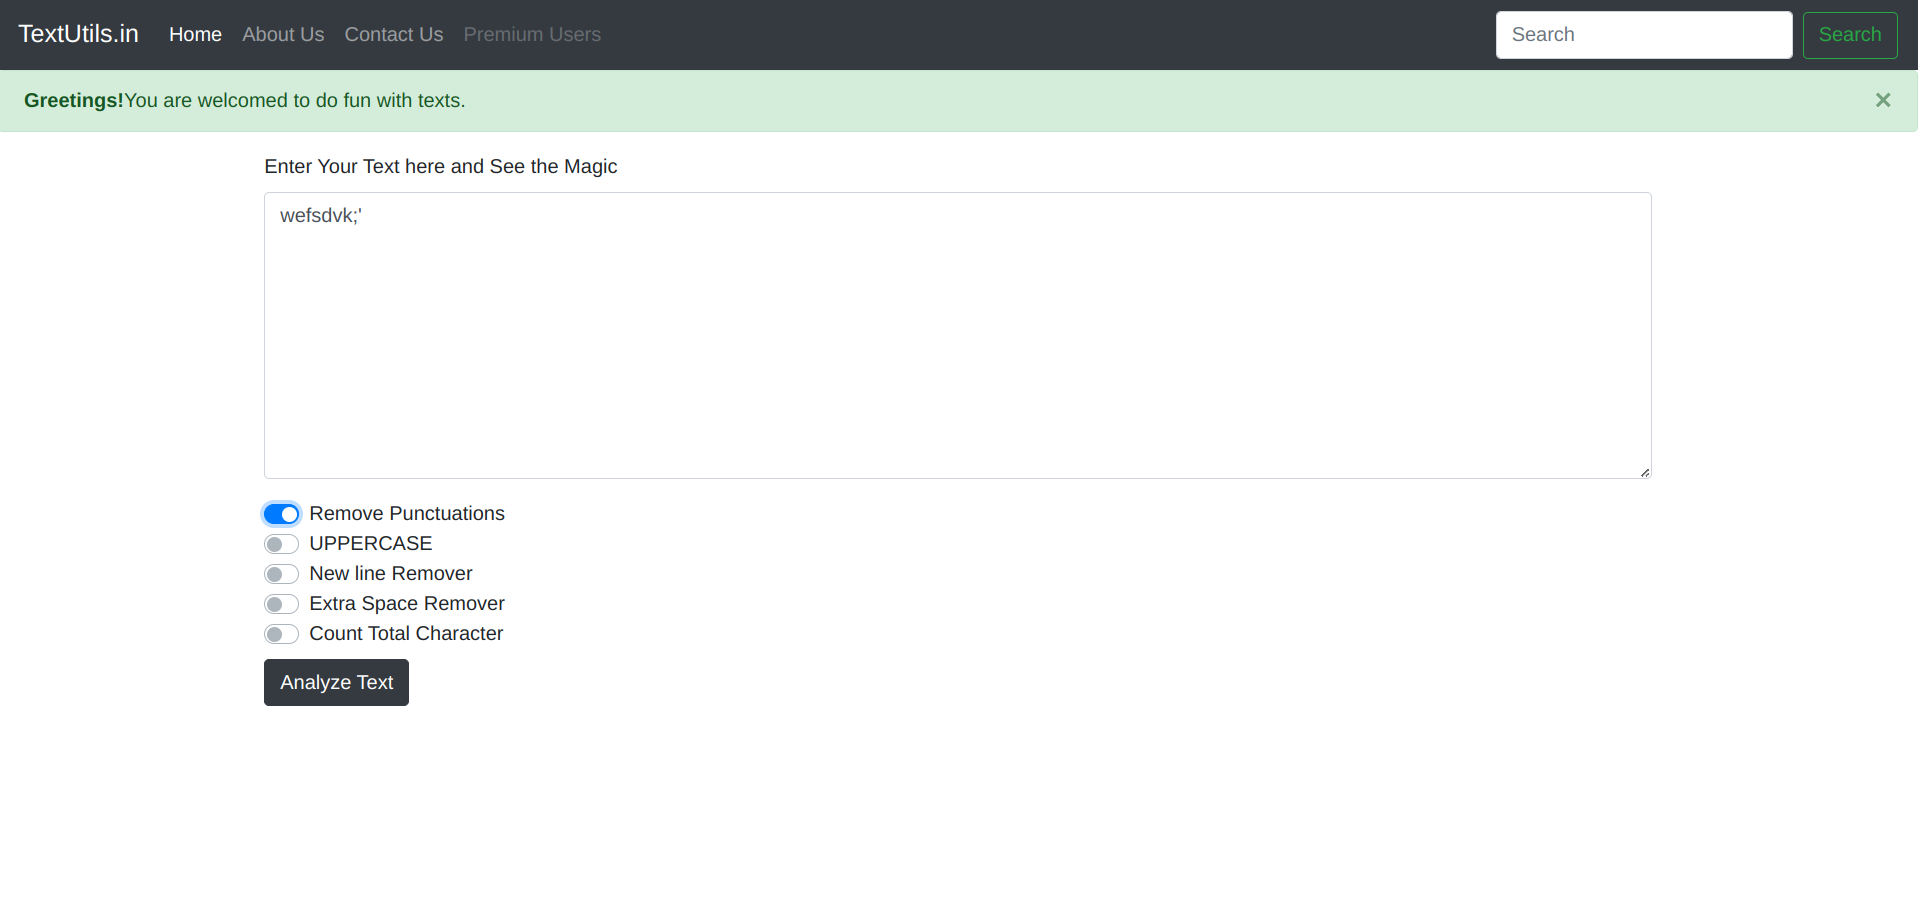 TextUtils.in Home About Us Contact Us Premium Users Search Search
Greetings!You are welcomed to do fun with texts. ×
Enter Your Text here and See the Magic
wefsdvk;'
Remove Punctuations
UPPERCASE
New line Remover
Extra Space Remover
Count Total Character
Analyze Text